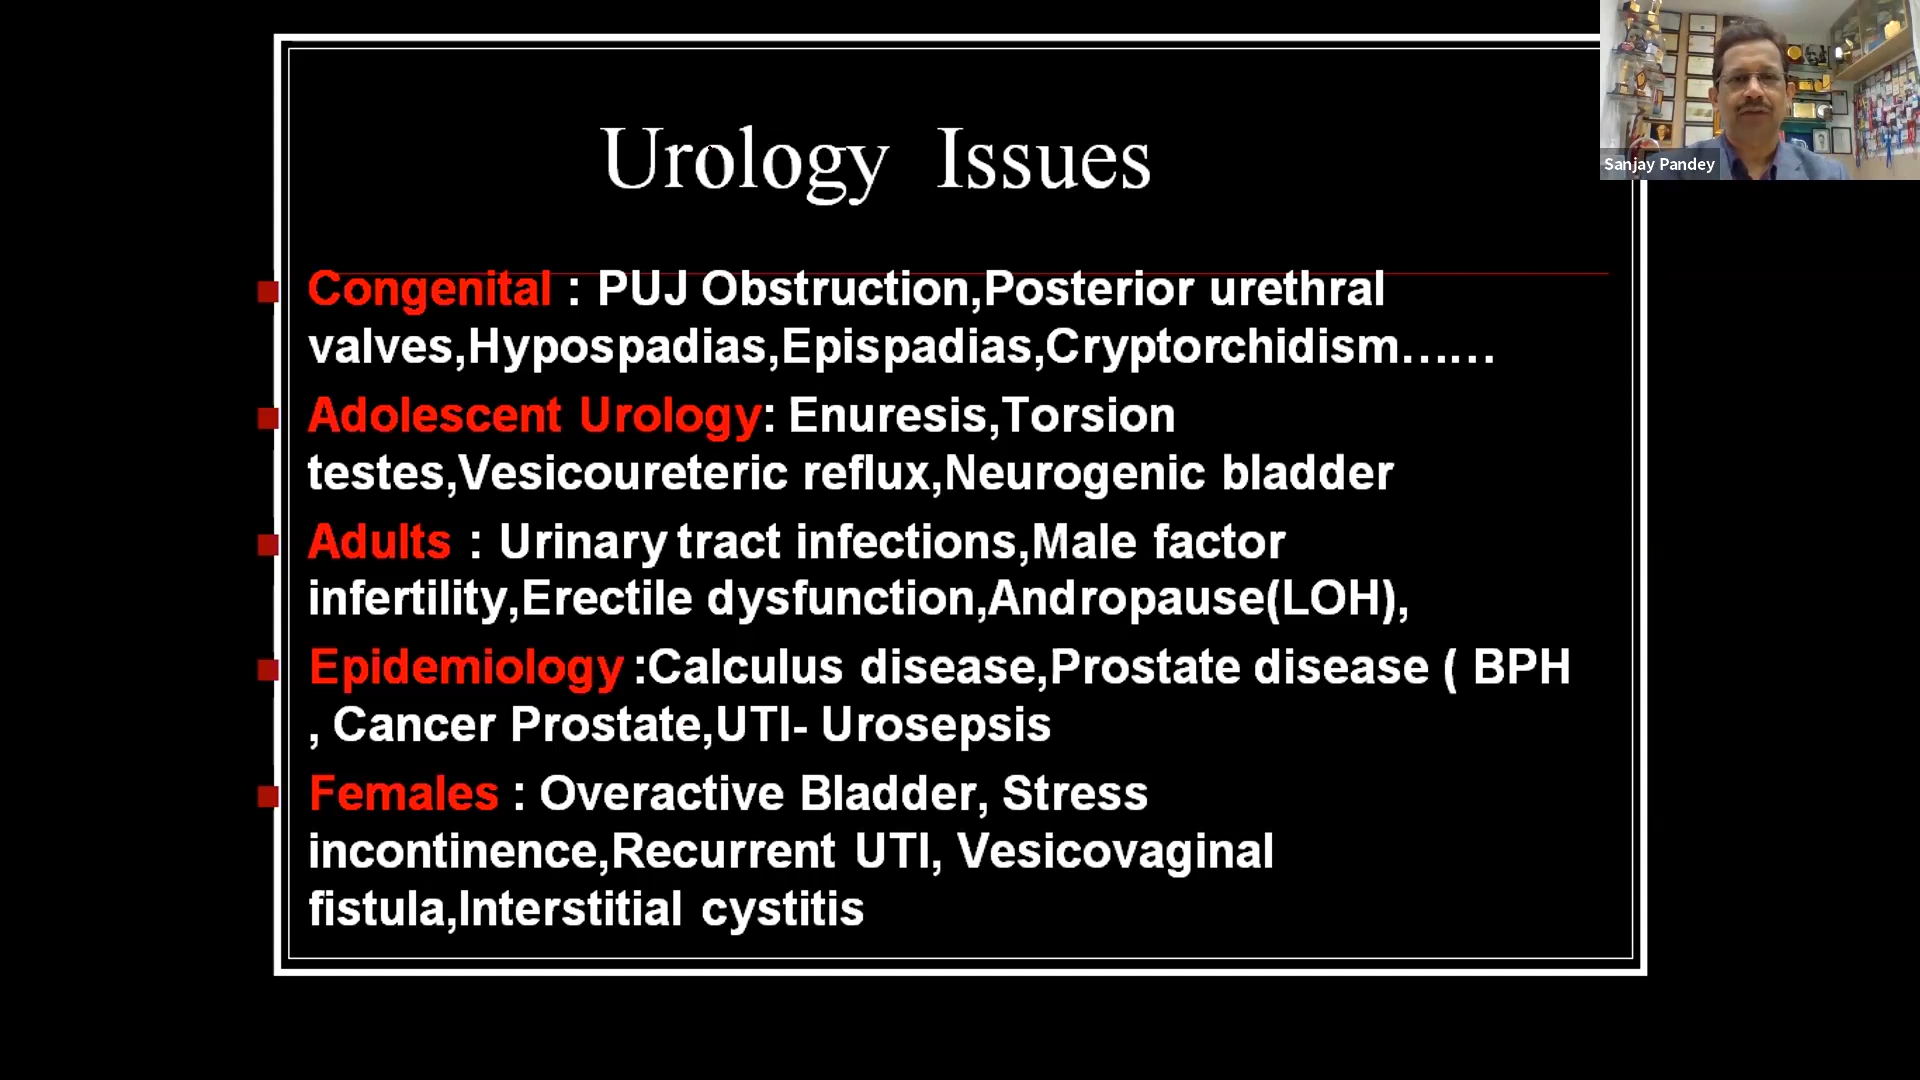 Urology Issues
Congenital : PUJ Obstruction,Posterior urethral
valves,Hypospadias,Epispadias,Cryptorchidism……
Adolescent Urology: Enuresis,Torsion
testes,Vesicoureteric reflux,Neurogenic bladder
Adults : Urinary tract infections,Male factor
infertility,Erectile dysfunction,Andropause(LOH),
Epidemiology :Calculus disease,Prostate disease ( BPH
, Cancer Prostate,UTI- Urosepsis
Females : Overactive Bladder, Stress
incontinence,Recurrent UTI, Vesicovaginal
fistula,Interstitial cystitis
Sanjay Pandey